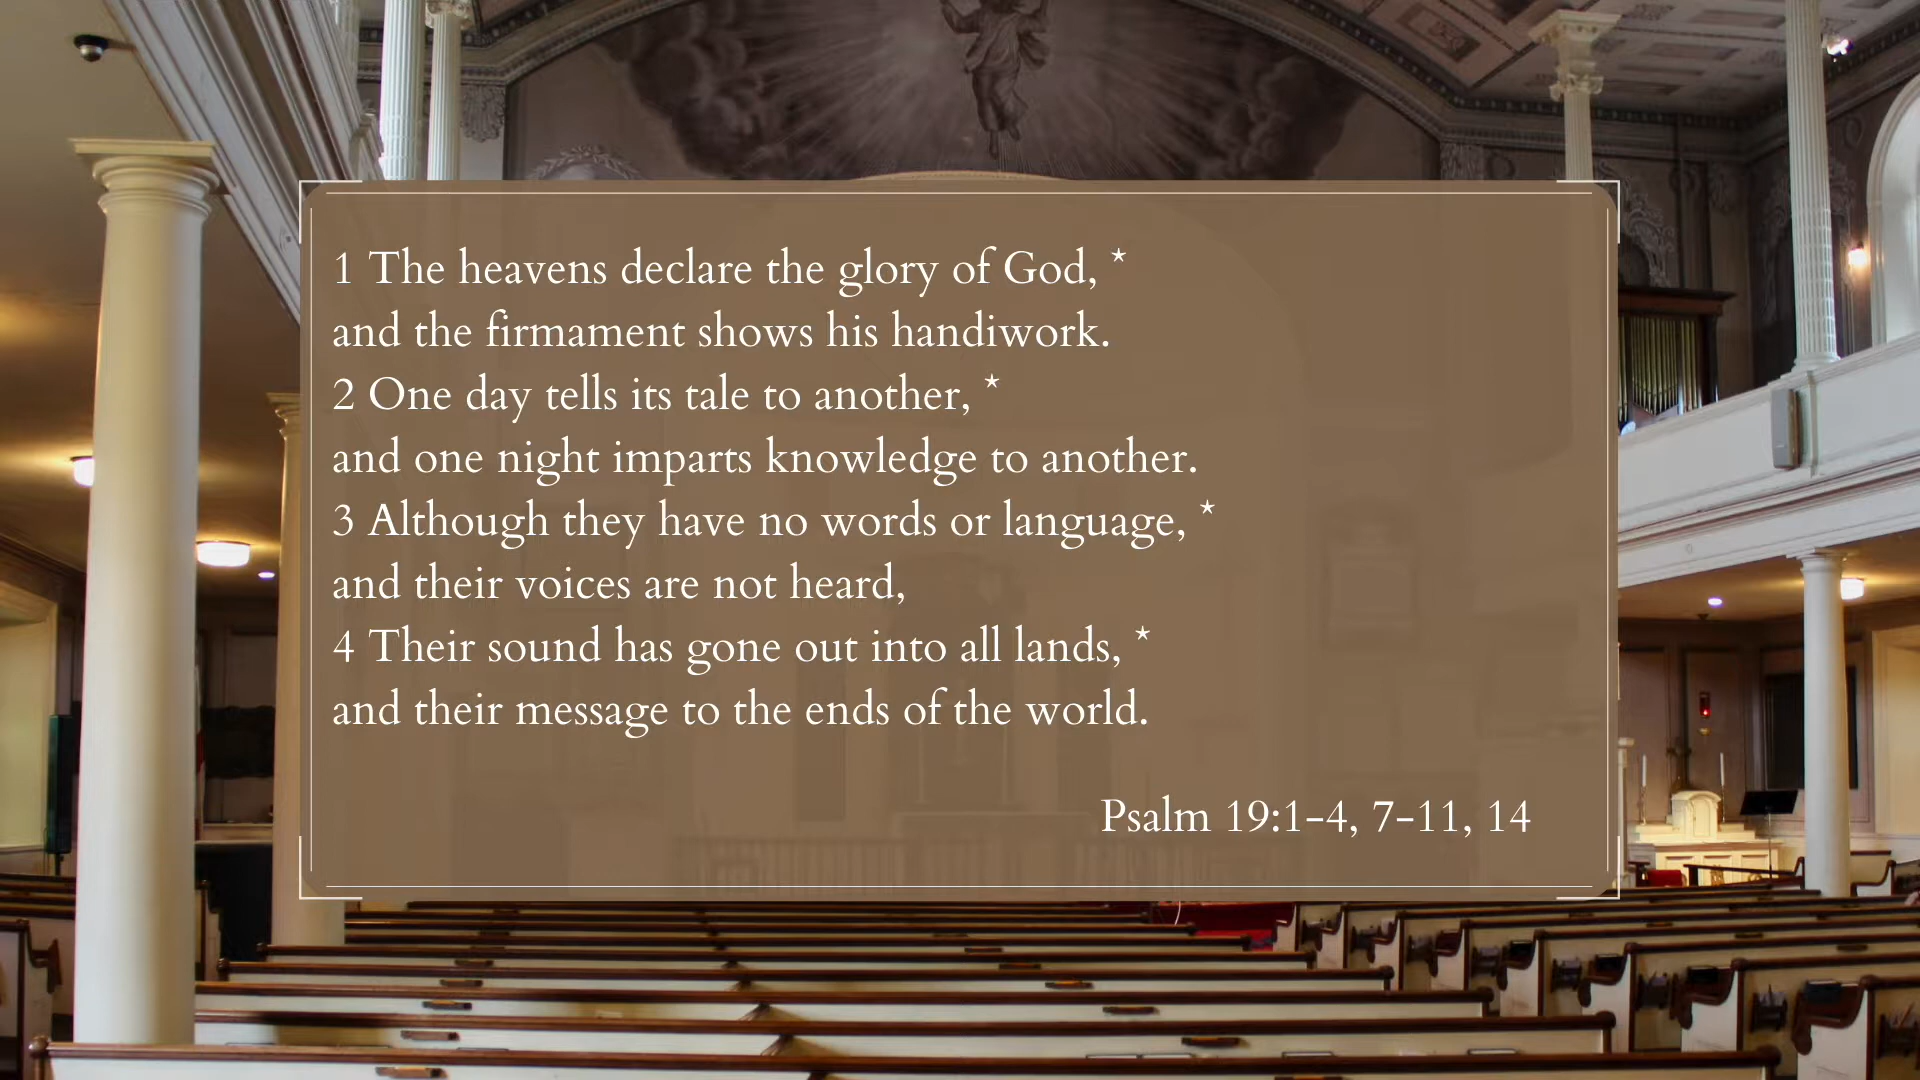 1 The heavens declare the glory of God, *
and the firmament shows his handiwork.
2 One day tells its tale to another, *
and one night imparts knowledge to another.
3 Although they have no words or language, *
and their voices are not heard,
4 Their sound has gone out into all lands, *
and their message to the ends of the world.
Psalm 19:1-4, 7-11, 14